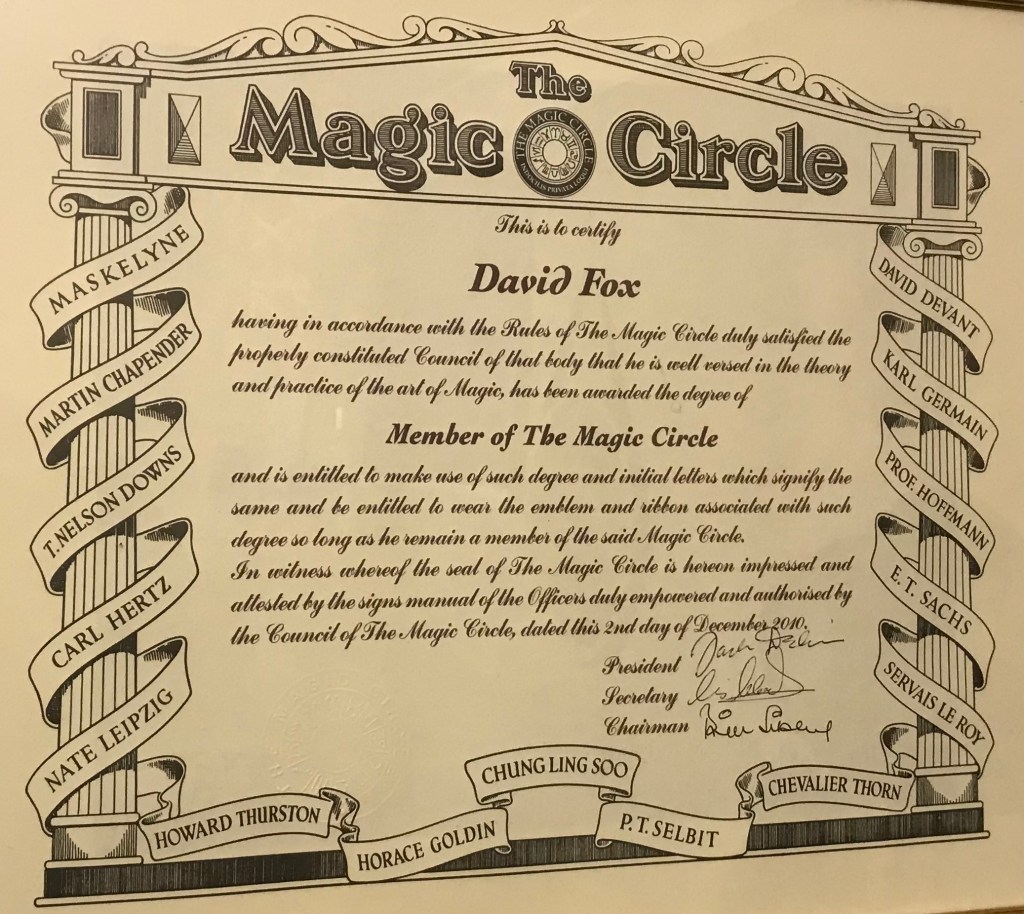 The
Magic Circle
THE MAGIC CIRCLE
INDOCILIS PRIVATA LOQUI
This is to certify
David Fox
having in accordance with the Rules of The Magic Circle duly satisfied the
properly constituted Council of that body that he is well versed in the theory
and practice of the art of Magic, has been awarded the degree of
Member of The Magic Circle
and is entitled to make use of such degree and initial letters which signify the
same and be entitled to wear the emblem and ribbon associated with such
degree so long as he remain a member of the said Magic Circle.
In witness whereof the seal of The Magic Circle is hereon impressed and
attested by the signs manual of the Officers duly empowered and authorised by
the Council of The Magic Circle, dated this 2nd day of December 2010.
President
Secretary
Chairman
MASKELYNE
MARTIN CHAPENDER
T. NELSON DOWNS
CARL HERTZ
NATE LEIPZIG
HOWARD THURSTON
HORACE GOLDIN
CHUNG LING SOO
P. T. SELBIT
CHEVALIER THORN
DAVID DEVANT
KARL GERMAIN
PROF. HOFFMANN
E. T. SACHS
SERVAIS LE ROY